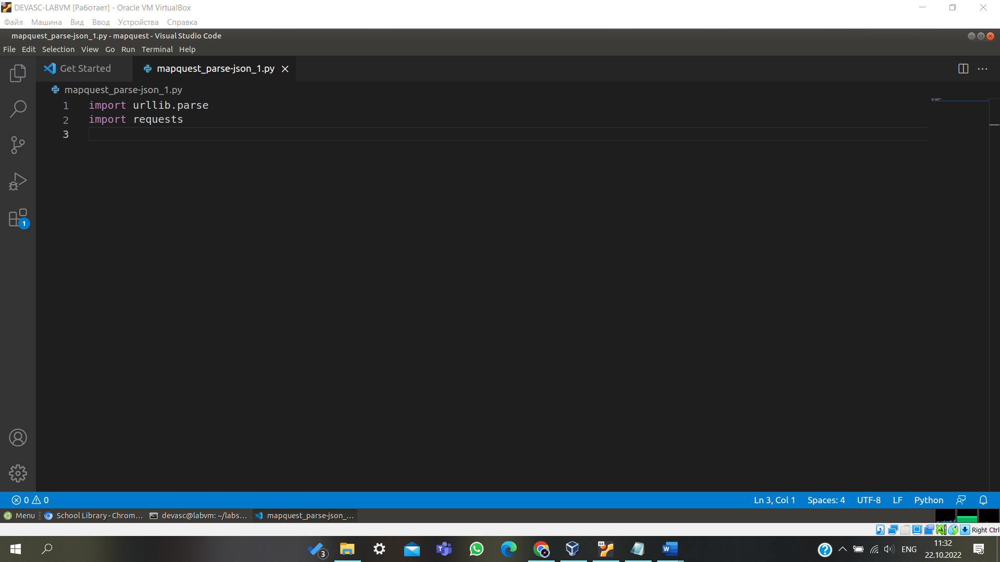 DEVASC-LABVM [Работает] - Oracle VM VirtualBox
Файл Машина Вид Ввод Устройства Справка
mapquest_parse-json_1.py - mapquest - Visual Studio Code
File Edit Selection View Go Run Terminal Help
Get Started
mapquest_parse-json_1.py
mapquest_parse-json_1.py
1 import urllib.parse
2 import requests
3
1
0 0
Ln 3, Col 1 Spaces: 4 UTF-8 LF Python
Menu School Library - Chrom... devasc@labvm: ~/labs... mapquest_parse-json_...
Right Ctrl
3
64
W
ENG
11:32
22.10.2022